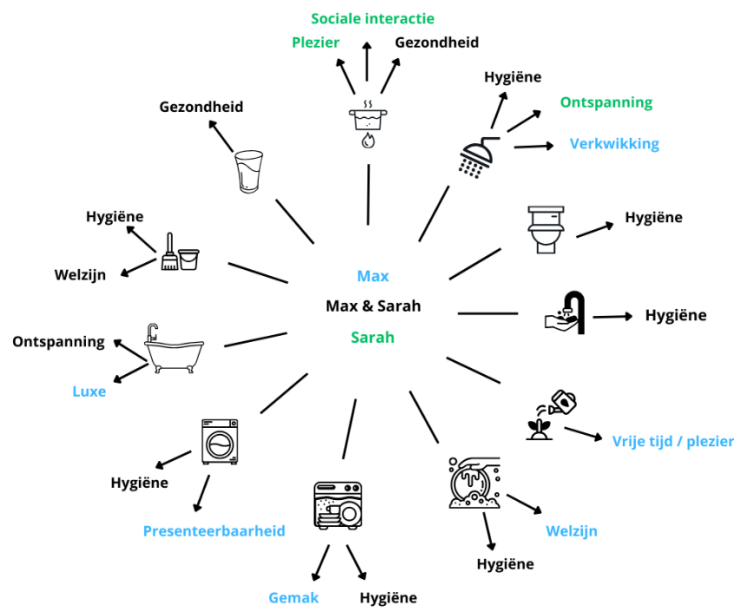 Sociale interactie
Plezier
Gezondheid
Hygiëne
Ontspanning
Verkwikking
Gezondheid
Hygiëne
Hygiëne
Welzijn
Max
Max & Sarah
Sarah
Hygiëne
Ontspanning
Luxe
Vrije tijd / plezier
Hygiëne
Presenteerbaarheid
Welzijn
Hygiëne
Gemak
Hygiëne